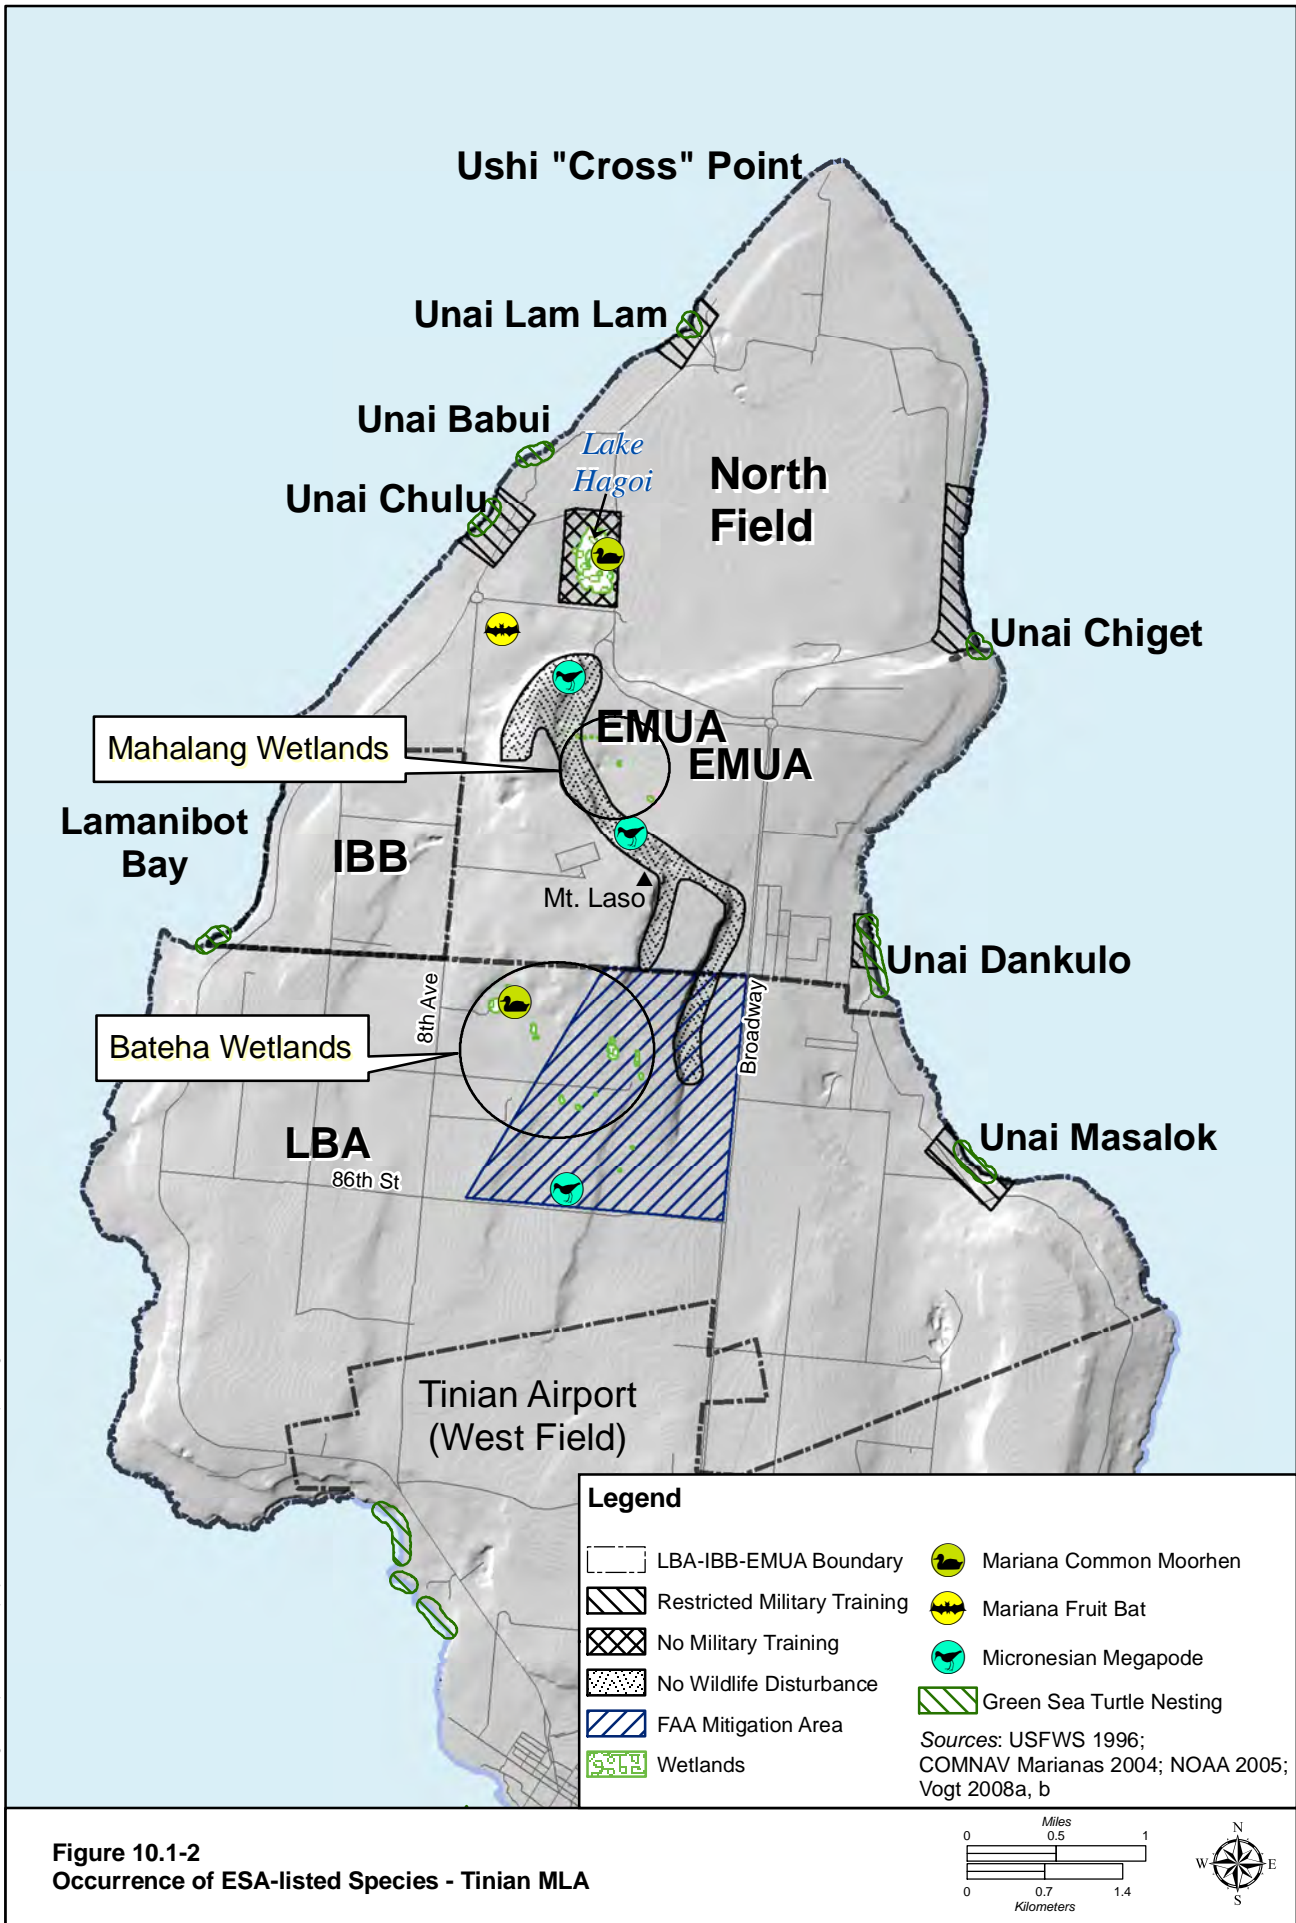 Ushi "Cross" Point
Unai Lam Lam
Unai Babui
Lake
Hagoi
North
Field
Unai Chulu
Unai Chiget
EMUA
EMUA
Mahalang Wetlands
Lamanibot
Bay
IBB
Mt. Laso
Unai Dankulo
8th Ave
Broadway
Bateha Wetlands
LBA
86th St
Unai Masalok
Tinian Airport
(West Field)
Legend
LBA-IBB-EMUA Boundary
Restricted Military Training
No Military Training
No Wildlife Disturbance
FAA Mitigation Area
Wetlands
Mariana Common Moorhen
Mariana Fruit Bat
Micronesian Megapode
Green Sea Turtle Nesting
Sources: USFWS 1996;
COMNAV Marianas 2004; NOAA 2005;
Vogt 2008a, b
Figure 10.1-2
Occurrence of ESA-listed Species - Tinian MLA
Miles
0 0.5 1
0 0.7 1.4
Kilometers
N
W E
S